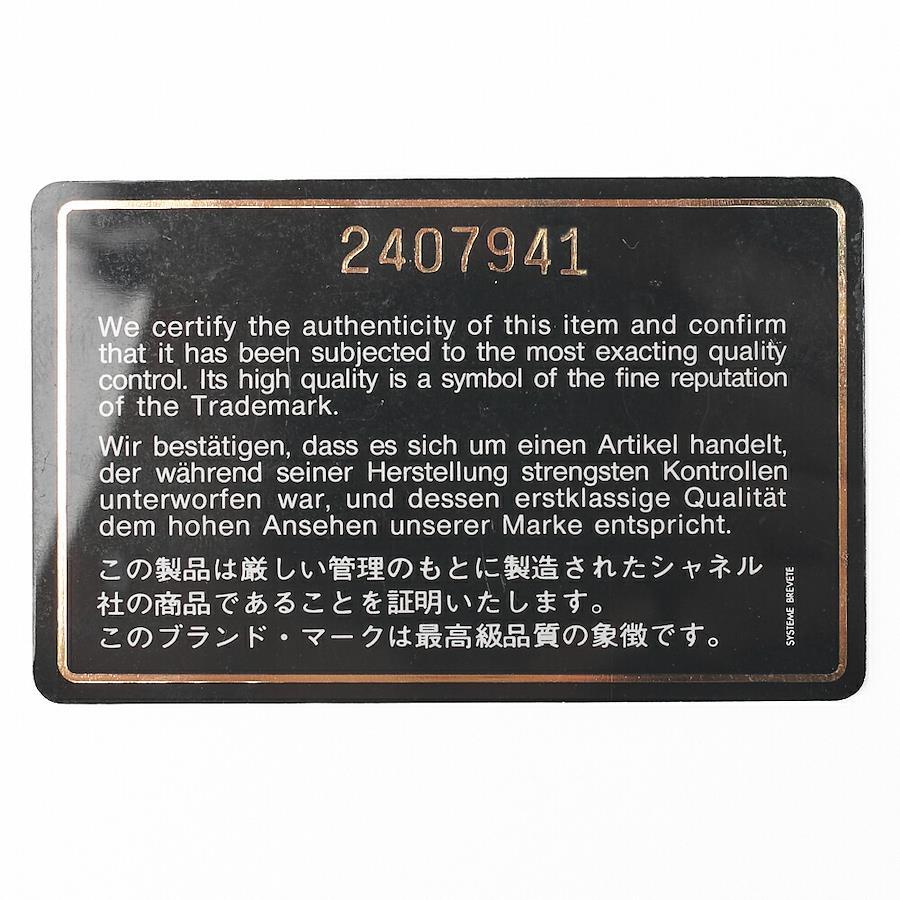 2407941
We certify the authenticity of this item and confirm
that it has been subjected to the most exacting quality
control. Its high quality is a symbol of the fine reputation
of the Trademark.
Wir bestätigen, dass es sich um einen Artikel handelt,
der während seiner Herstellung strengsten Kontrollen
unterworfen war, und dessen erstklassige Qualität
dem hohen Ansehen unserer Marke entspricht.
この製品は厳しい管理のもとに製造されたシャネル
社の商品であることを証明いたします。
このブランド・マークは最高級品質の象徴です。
SYSTEME BREVETE